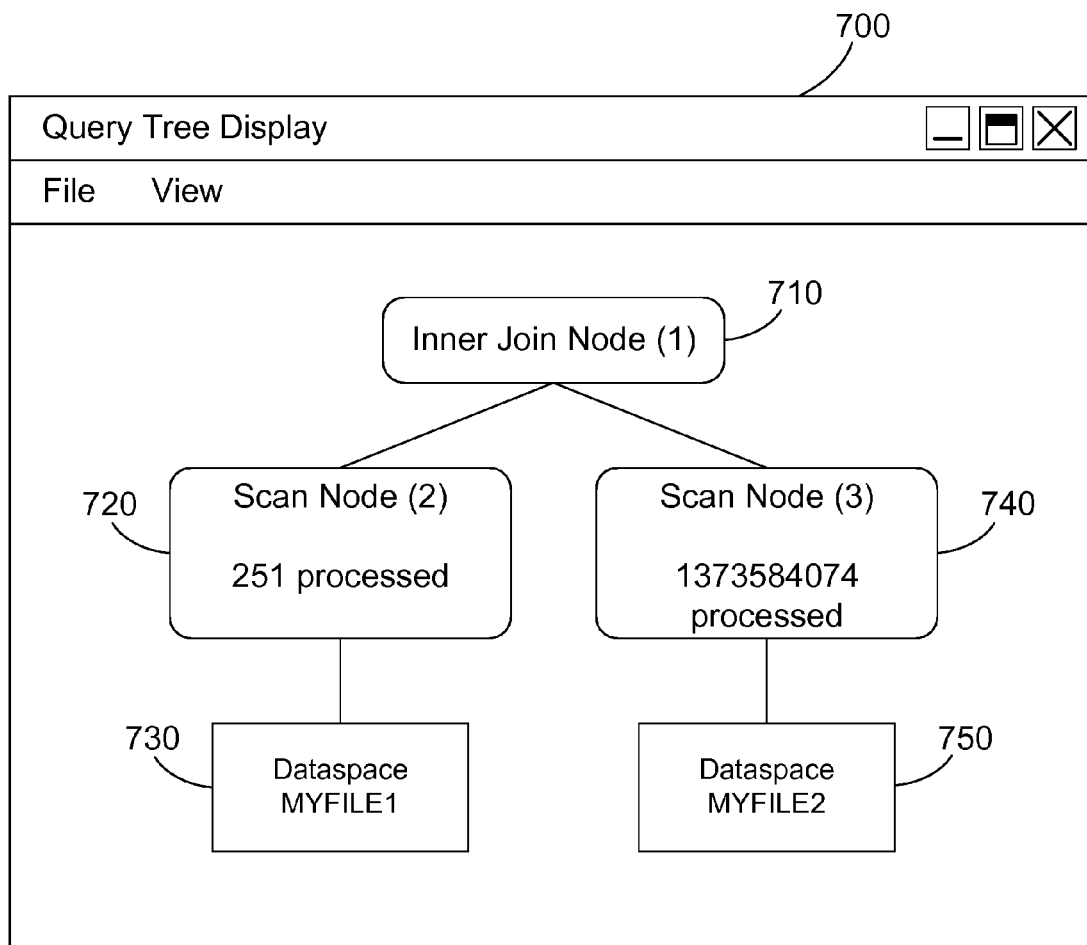 700
Query Tree Display
File View
710
Inner Join Node (1)
720
Scan Node (2)
251 processed
Scan Node (3)
1373584074
processed
740
730
Dataspace
MYFILE1
Dataspace
MYFILE2
750